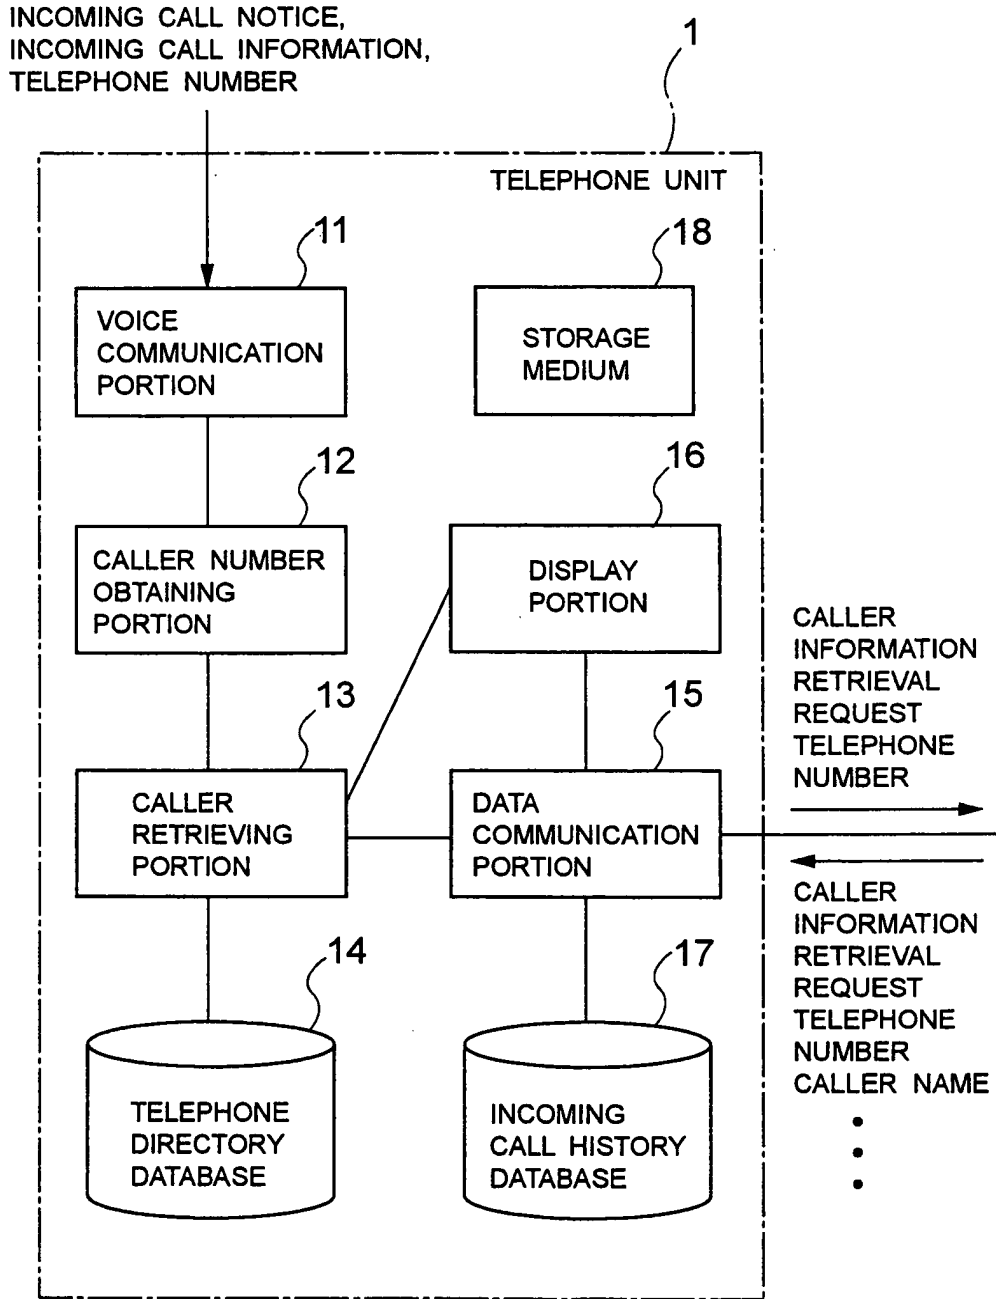 INCOMING CALL NOTICE,
INCOMING CALL INFORMATION,
TELEPHONE NUMBER
1
TELEPHONE UNIT
11
VOICE
COMMUNICATION
PORTION
18
STORAGE
MEDIUM
12
CALLER NUMBER
OBTAINING
PORTION
16
DISPLAY
PORTION
13
CALLER
RETRIEVING
PORTION
15
DATA
COMMUNICATION
PORTION
CALLER
INFORMATION
RETRIEVAL
REQUEST
TELEPHONE
NUMBER
CALLER
INFORMATION
RETRIEVAL
REQUEST
TELEPHONE
NUMBER
CALLER NAME
14
TELEPHONE
DIRECTORY
DATABASE
17
INCOMING
CALL HISTORY
DATABASE